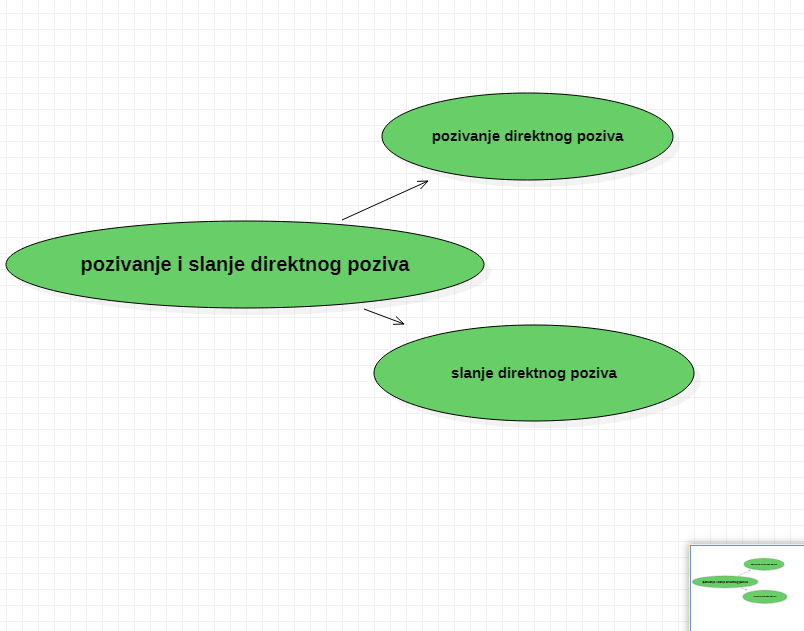 pozivanje direktnog poziva
pozivanje i slanje direktnog poziva
slanje direktnog poziva